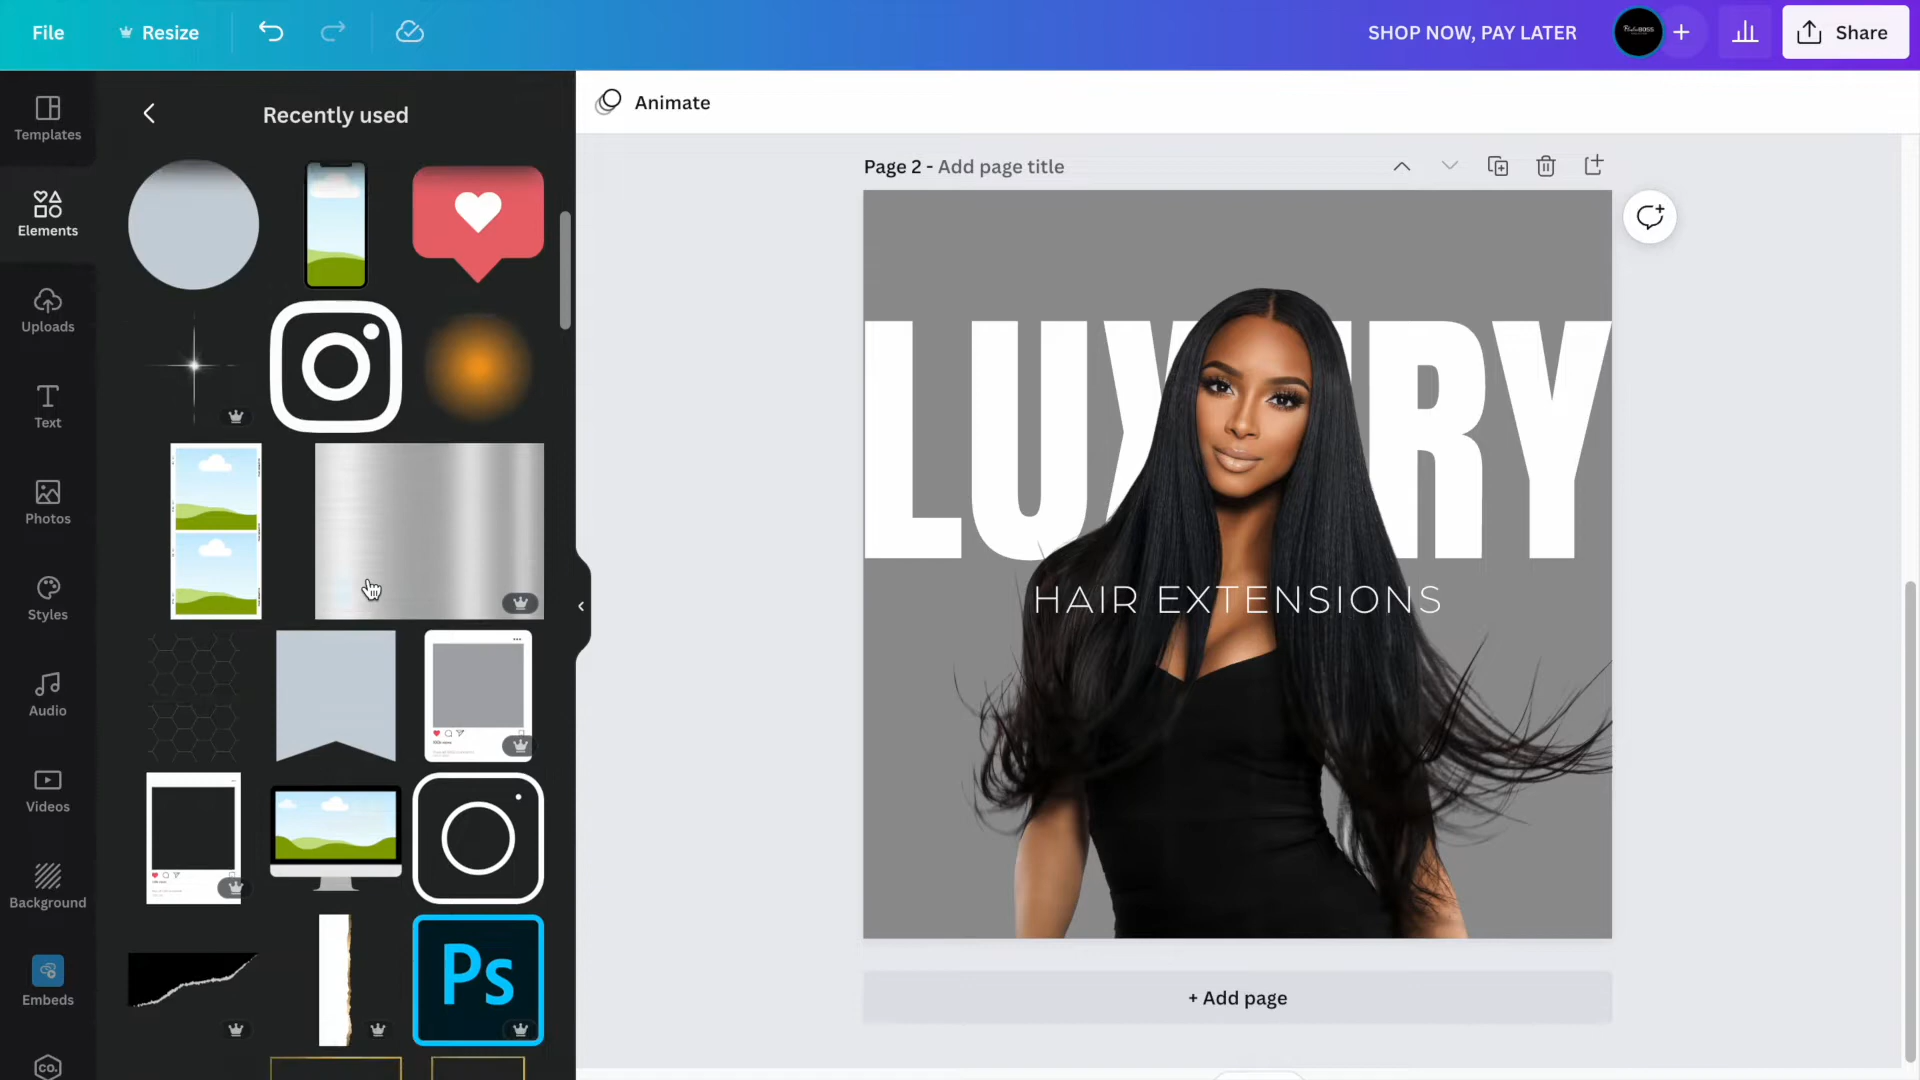 File
Resize
SHOP NOW, PAY LATER
Share
Templates
Elements
Uploads
Text
Photos
Styles
Audio
Videos
Background
Embeds
co.
Recently used
Ps
Animate
Page 2 - Add page title
LUXURY
HAIR EXTENSIONS
+ Add page